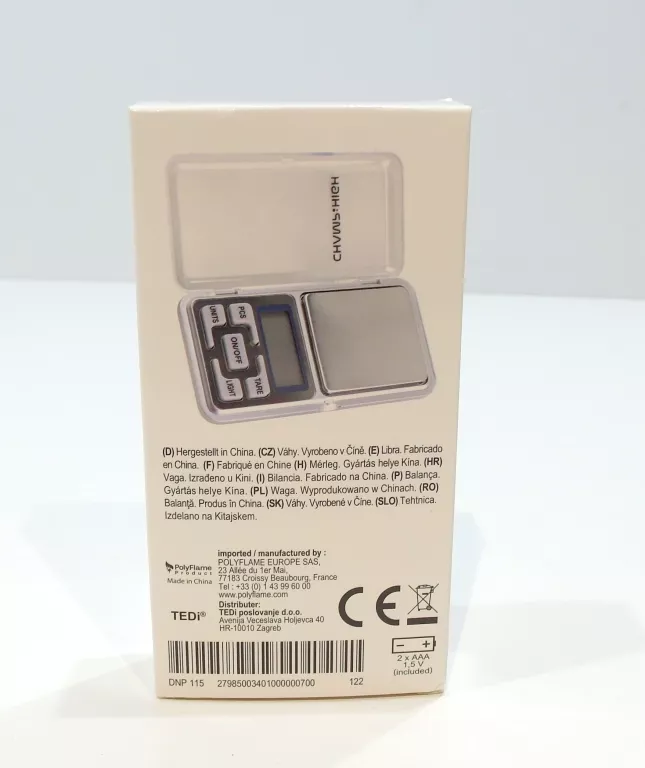 CHAMP:HIGH
UNITS
PCS
ON/OFF
LIGHT
TARE
(D) Hergestellt in China. (CZ) Váhy. Vyrobeno v Číně. (E) Libra. Fabricado
en China. (F) Fabriqué en Chine (H) Mérleg. Gyártás helye Kína. (HR)
Vaga. Izrađeno u Kini. (I) Bilancia. Fabricado na China. (P) Balança.
Gyártás helye Kína. (PL) Waga. Wyprodukowano w Chinach. (RO)
Balanţă. Produs în China. (SK) Váhy. Vyrobené v Číne. (SLO) Tehtnica.
Izdelano na Kitajskem.
PolyFlame
Product
Made in China
imported / manufactured by :
POLYFLAME EUROPE SAS,
23 Allée du 1er Mai,
77183 Croissy Beaubourg, France
Tel : +33 (0) 1 43 99 60 00
www.polyflame.com
TEDi®
Distributer:
TEDi poslovanje d.o.o.
Avenija Veceslava Holjevca 40
HR-10010 Zagreb
CE
- +
2 x AAA
1,5 V
(included)
DNP 115 27985003401000000700 122